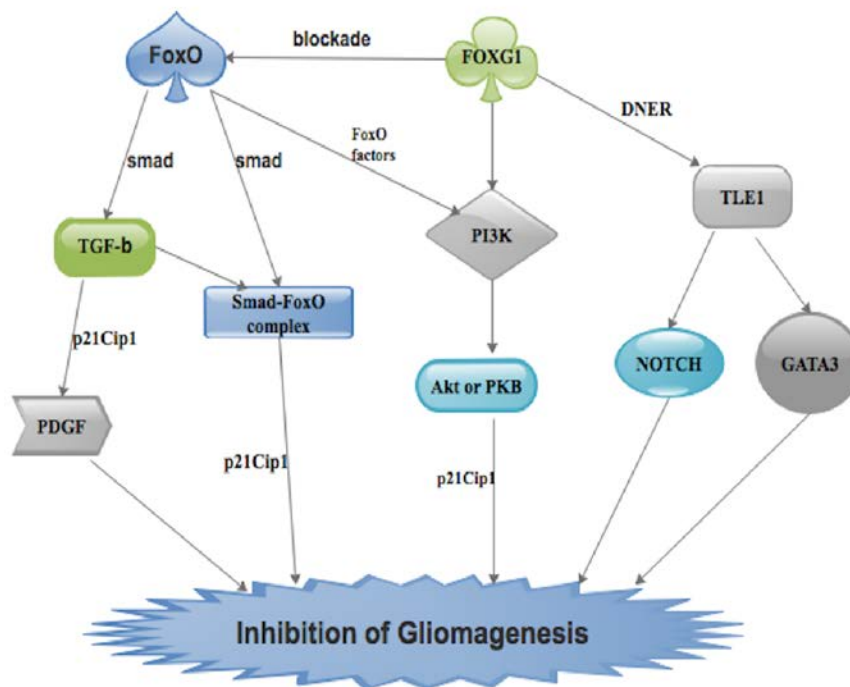 blockade
FoxO
FOXG1
DNER
FoxO
factors
smad
smad
TLE1
PI3K
TGF-b
Smad-FoxO
complex
p21Cip1
NOTCH
GATA3
Akt or PKB
PDGF
p21Cip1
p21Cip1
Inhibition of Gliomagenesis